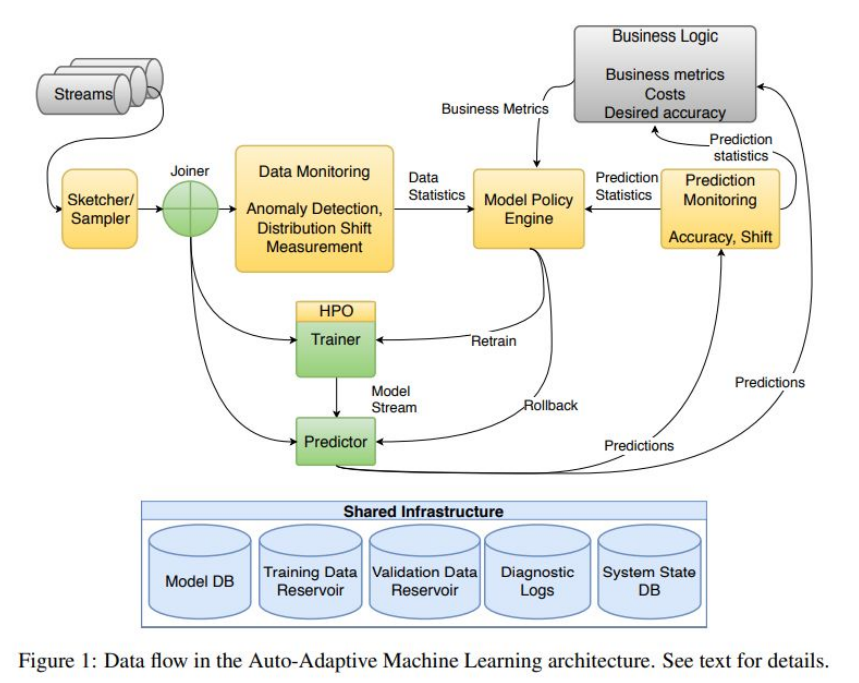 Business Logic
Business metrics
Costs
Desired accuracy
Streams
Business Metrics
Prediction
statistics
Joiner
Sketcher/
Sampler
Data Monitoring
Anomaly Detection,
Distribution Shift
Measurement
Data
Statistics
Model Policy
Engine
Prediction
Statistics
Prediction
Monitoring
Accuracy, Shift
HPO
Trainer
Retrain
Model
Stream
Rollback
Predictions
Predictor
Predictions
Shared Infrastructure
Model DB
Training Data
Reservoir
Validation Data
Reservoir
Diagnostic
Logs
System State
DB
Figure 1: Data flow in the Auto-Adaptive Machine Learning architecture. See text for details.